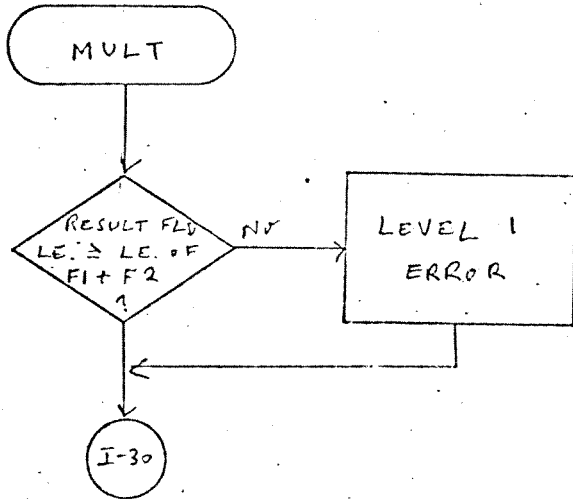 MULT
RESULT FLD
LE. ≥ LE. OF
F1 + F2
?
NO
LEVEL 1
ERROR
I-30